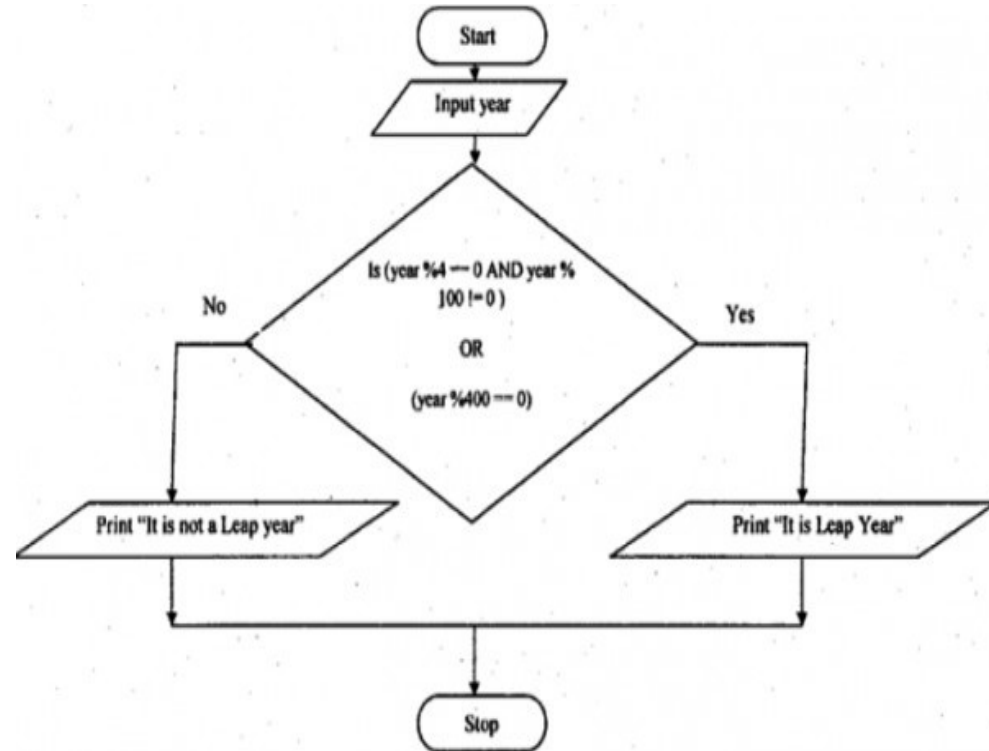 Start
Input year
Is (year %4 == 0 AND year %
100 != 0 )
OR
(year %400 == 0)
No
Yes
Print “It is not a Leap year”
Print “It is Leap Year”
Stop